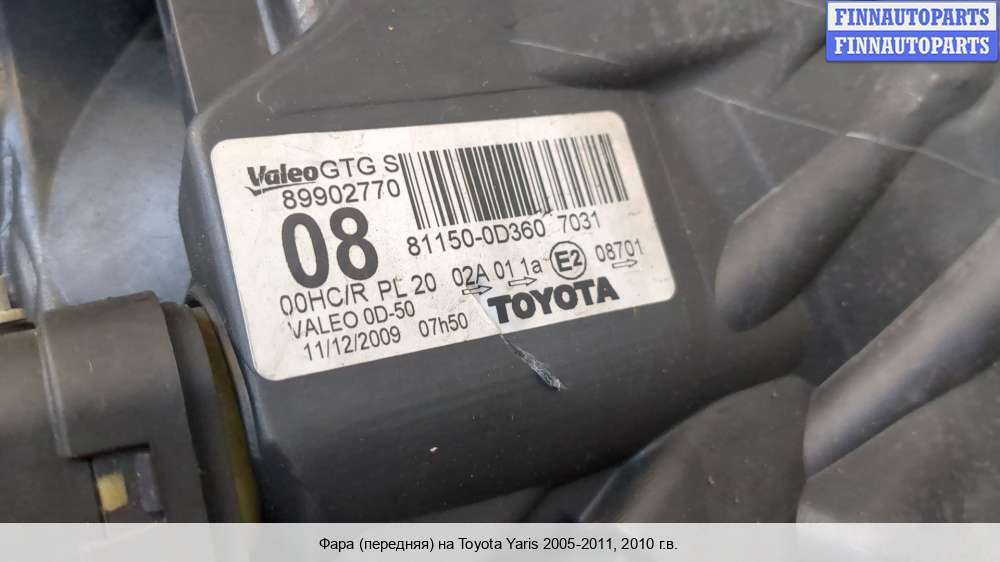 FINNAUTOPARTS
FINNAUTOPARTS
Valeo GTG S
89902770
08
81150-0D360 7031
00HC/R PL 20 02A 01 1a E2 08701
VALEO 0D-50
TOYOTA
11/12/2009 07h50
Фара (передняя) на Toyota Yaris 2005-2011, 2010 г.в.